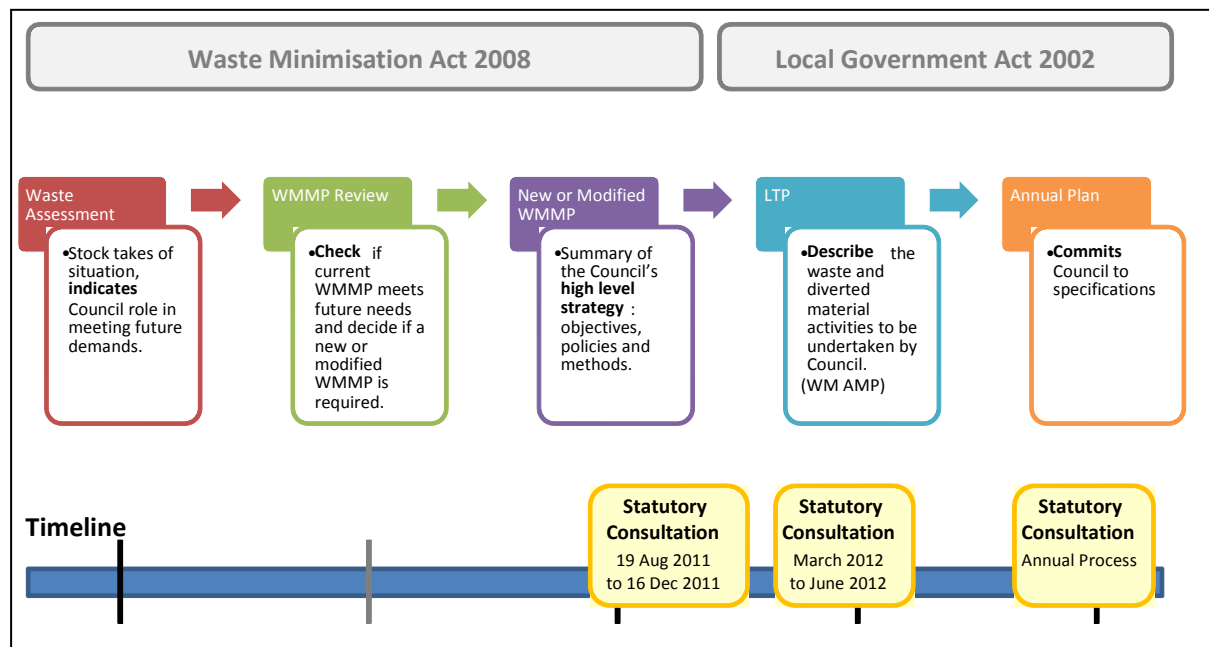 Waste Minimisation Act 2008
Local Government Act 2002
Waste
Assessment
•Stock takes of
situation,
indicates
Council role in
meeting future
demands.
WMMP Review
•Check if
current
WMMP meets
future needs
and decide if a
new or
modified
WMMP is
required.
New or Modified
WMMP
•Summary of
the Council's
high level
strategy :
objectives,
policies and
methods.
LTP
•Describe the
waste and
diverted
material
activities to be
undertaken by
Council.
(WM AMP)
Annual Plan
•Commits
Council to
specifications
Timeline
Statutory
Consultation
19 Aug 2011
to 16 Dec 2011
Statutory
Consultation
March 2012
to June 2012
Statutory
Consultation
Annual Process